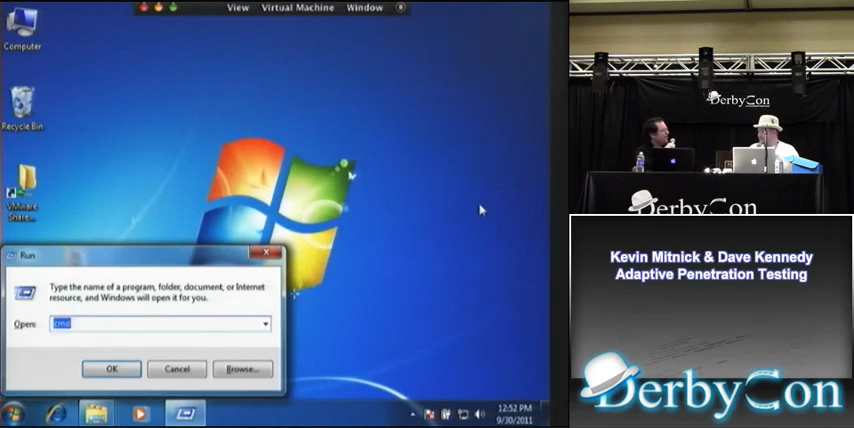 View Virtual Machine Window
Computer
Recycle Bin
VMware
Share...
Run
Type the name of a program, folder, document, or Internet
resource, and Windows will open it for you.
Open:
cmd
OK
Cancel
Browse...
12:52 PM
9/30/2011
DerbyCon
DerbyCon
Kevin Mitnick & Dave Kennedy
Adaptive Penetration Testing
DerbyCon